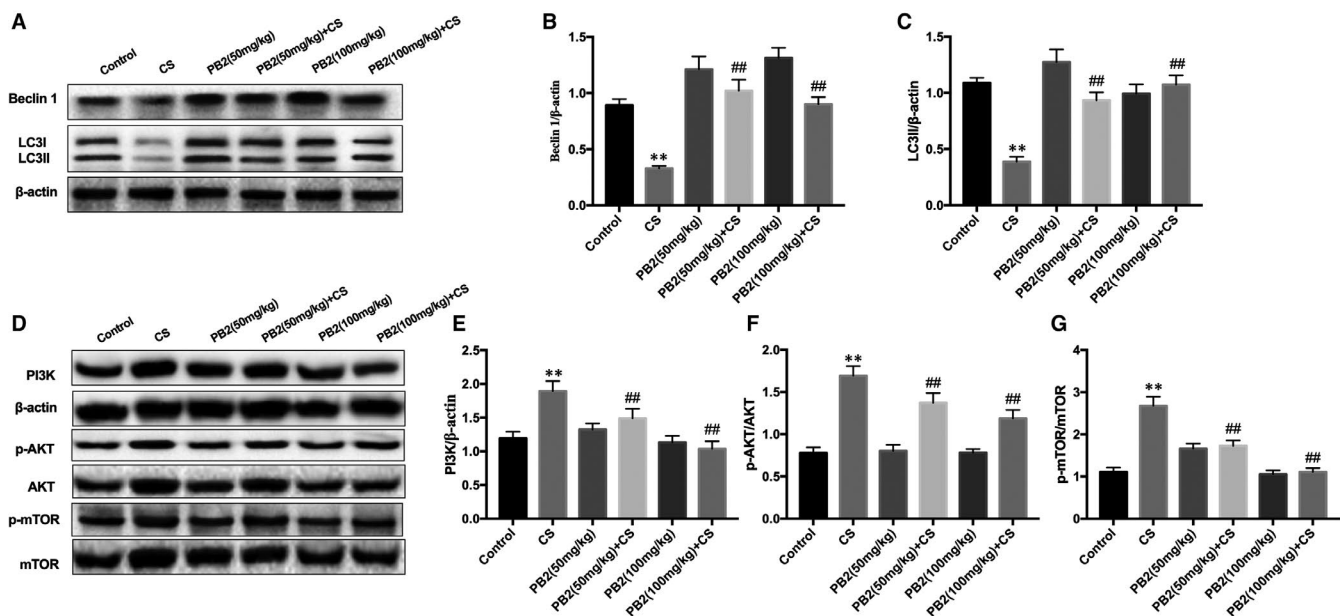 A
Control
CS
PB2(50mg/kg)
PB2(50mg/kg)+CS
PB2(100mg/kg)
PB2(100mg/kg)+CS
Beclin 1
LC3I
LC3II
β-actin
B
Beclin 1/β-actin
1.5
1.0
0.5
0.0
**
##
##
Control
CS
PB2(50mg/kg)
PB2(50mg/kg)+CS
PB2(100mg/kg)
PB2(100mg/kg)+CS
C
LC3II/β-actin
1.5
1.0
0.5
0.0
**
##
##
Control
CS
PB2(50mg/kg)
PB2(50mg/kg)+CS
PB2(100mg/kg)
PB2(100mg/kg)+CS
D
Control
CS
PB2(50mg/kg)
PB2(50mg/kg)+CS
PB2(100mg/kg)
PB2(100mg/kg)+CS
PI3K
β-actin
p-AKT
AKT
p-mTOR
mTOR
E
PI3K/β-actin
2.5
2.0
1.5
1.0
0.5
0.0
**
##
##
Control
CS
PB2(50mg/kg)
PB2(50mg/kg)+CS
PB2(100mg/kg)
PB2(100mg/kg)+CS
F
p-AKT/AKT
2.0
1.5
1.0
0.5
0.0
**
##
##
Control
CS
PB2(50mg/kg)
PB2(50mg/kg)+CS
PB2(100mg/kg)
PB2(100mg/kg)+CS
G
p-mTOR/mTOR
4
3
2
1
0
**
##
##
Control
CS
PB2(50mg/kg)
PB2(50mg/kg)+CS
PB2(100mg/kg)
PB2(100mg/kg)+CS